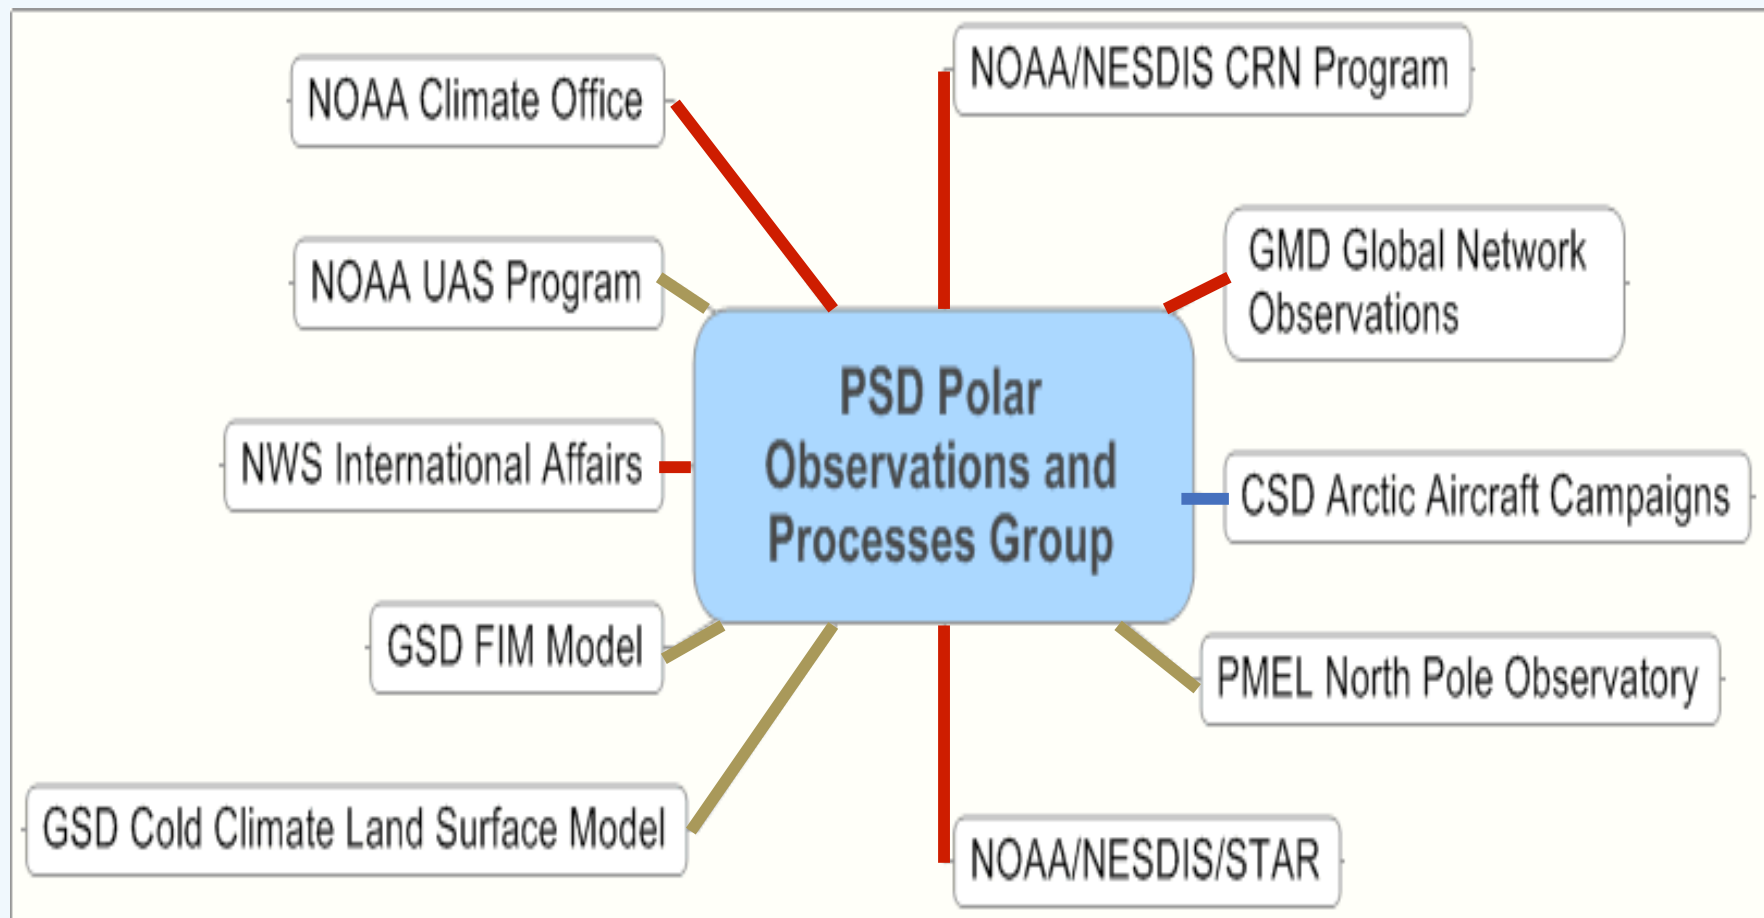 NOAA Climate Office
NOAA/NESDIS CRN Program
NOAA UAS Program
GMD Global Network
Observations
PSD Polar
Observations and
Processes Group
NWS International Affairs
CSD Arctic Aircraft Campaigns
GSD FIM Model
PMEL North Pole Observatory
GSD Cold Climate Land Surface Model
NOAA/NESDIS/STAR